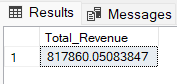 Results Messages
Total_Revenue
1 817860.05083847